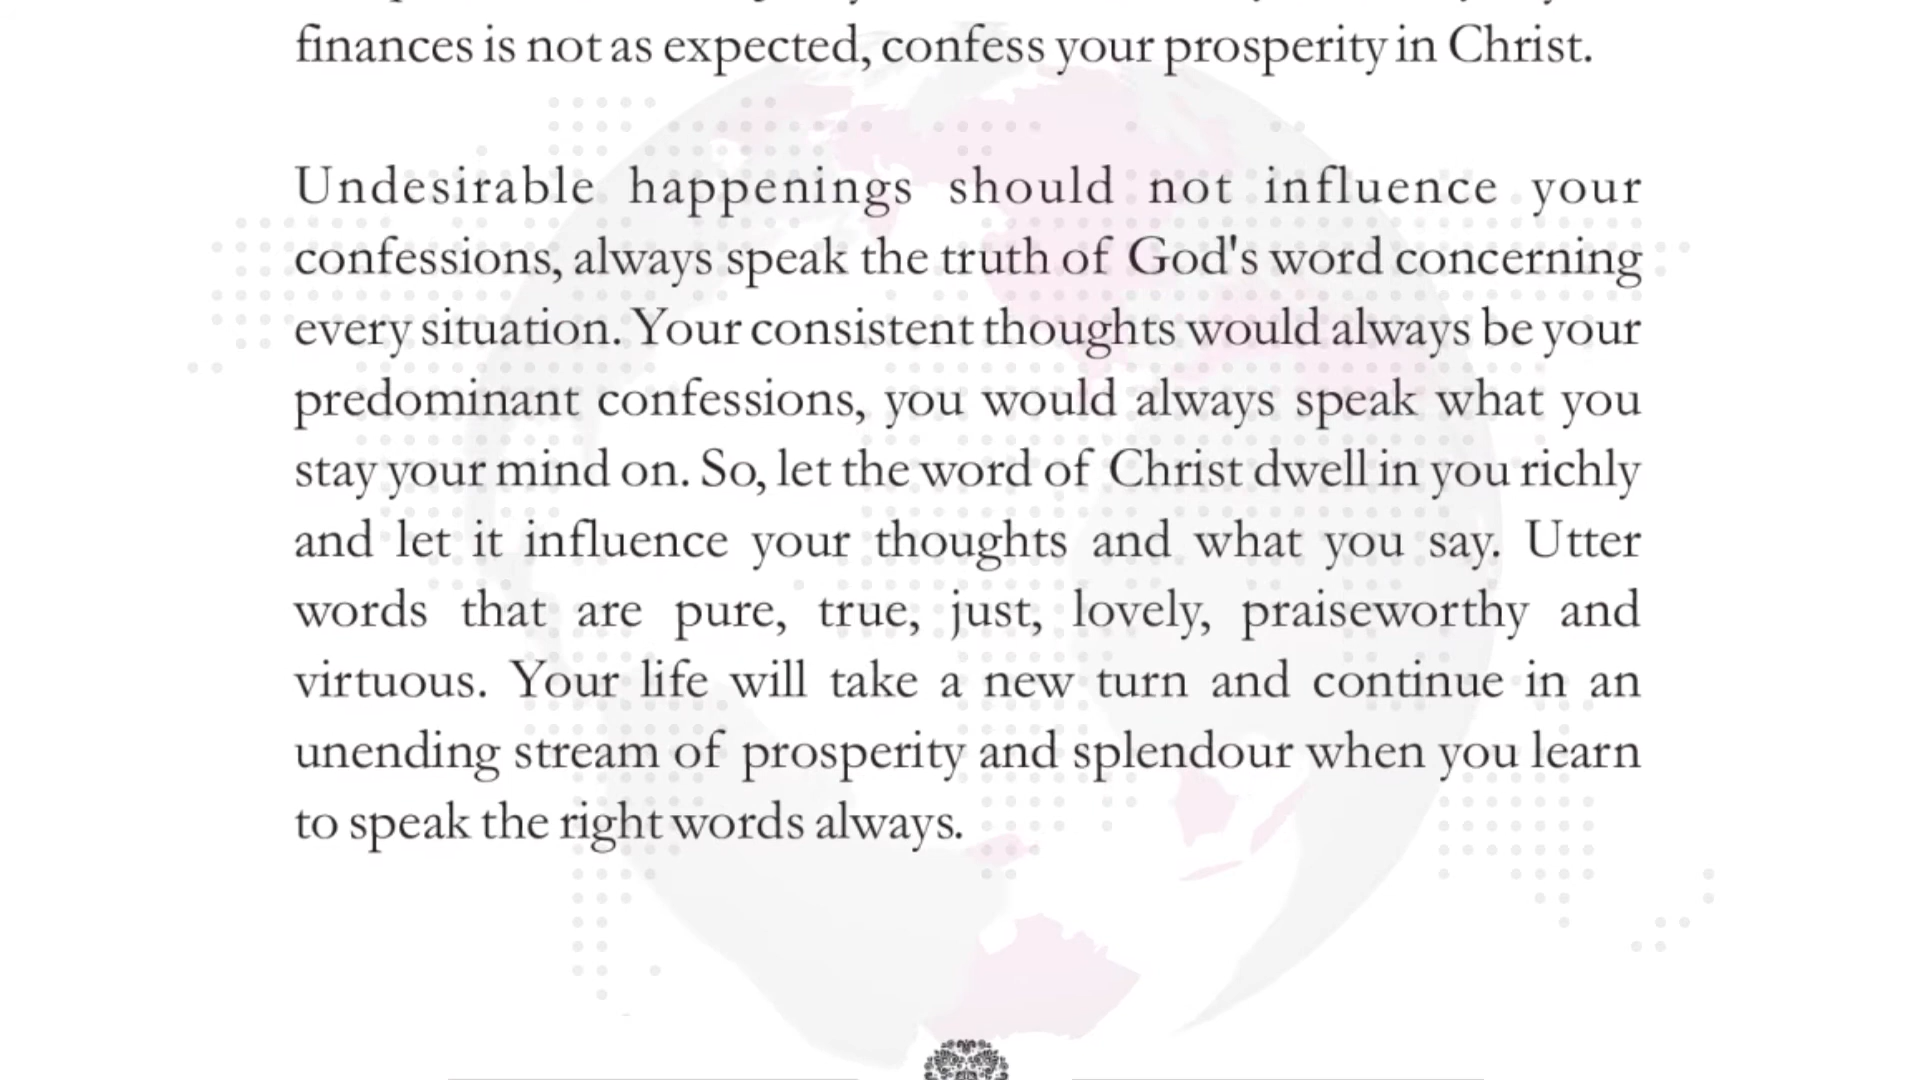 finances is not as expected, confess your prosperity in Christ.
Undesirable happenings should not influence your
confessions, always speak the truth of God's word concerning
every situation. Your consistent thoughts would always be your
predominant confessions, you would always speak what you
stay your mind on. So, let the word of Christ dwell in you richly
and let it influence your thoughts and what you say. Utter
words that are pure, true, just, lovely, praiseworthy and
virtuous. Your life will take a new turn and continue in an
unending stream of prosperity and splendour when you learn
to speak the right words always.